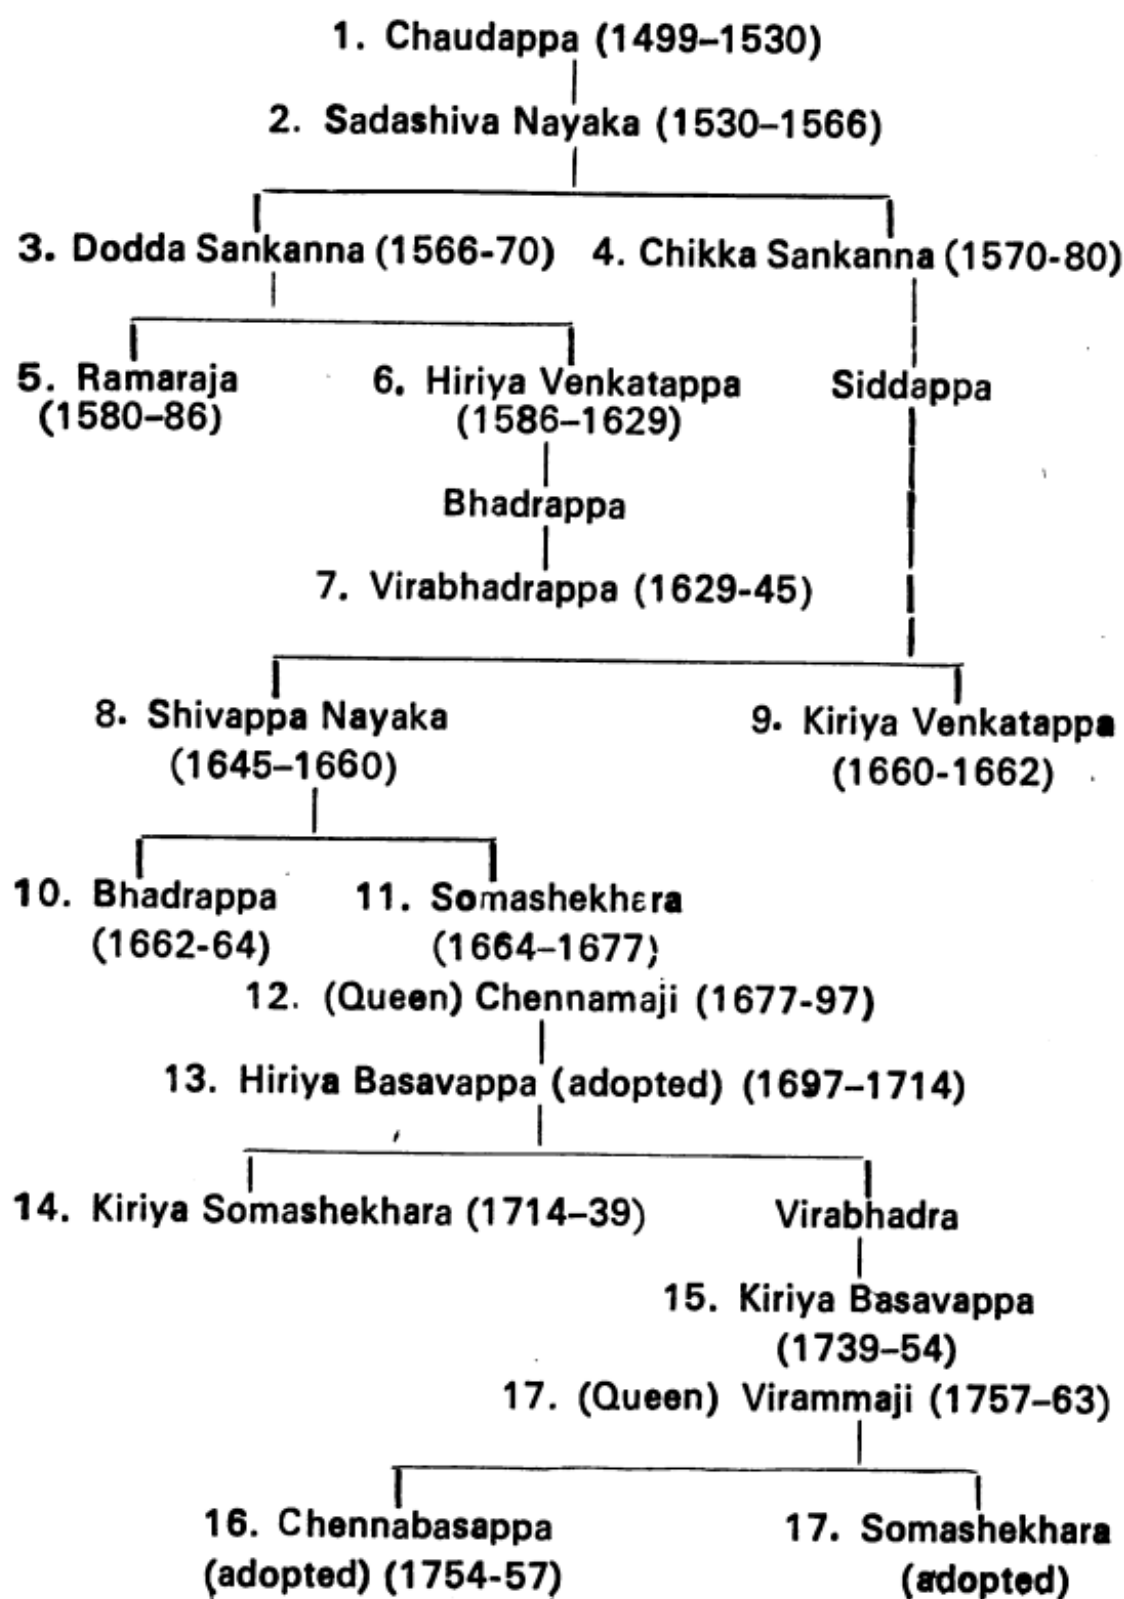 1. Chaudappa (1499–1530)
2. Sadashiva Nayaka (1530–1566)
3. Dodda Sankanna (1566-70) 4. Chikka Sankanna (1570-80)
5. Ramaraja 6. Hiriya Venkatappa Siddappa
(1580–86) (1586–1629)
Bhadrappa
7. Virabhadrappa (1629-45)
8. Shivappa Nayaka 9. Kiriya Venkatappa
(1645–1660) (1660-1662)
10. Bhadrappa 11. Somashekhara
(1662-64) (1664–1677)
12. (Queen) Chennamaji (1677-97)
13. Hiriya Basavappa (adopted) (1697–1714)
14. Kiriya Somashekhara (1714–39) Virabhadra
15. Kiriya Basavappa
(1739–54)
17. (Queen) Virammaji (1757–63)
16. Chennabasappa 17. Somashekhara
(adopted) (1754-57) (adopted)